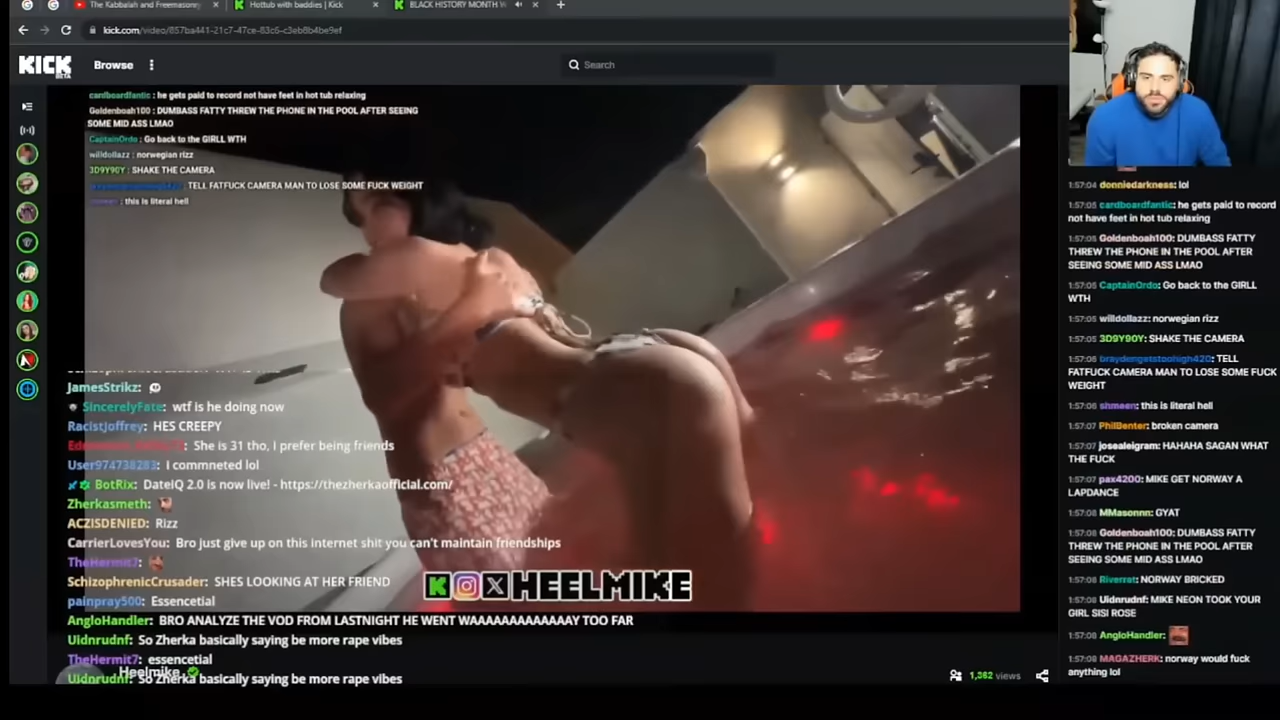 The Kabbalah and Freemasonry
Hottub with baddies | Kick
BLACK HISTORY MONTH
kick.com/video/857ba441-21c7-47ce-83c6-c3eb8b4be9ef
KICK
BETA
Browse
Search
cardboardfantic : he gets paid to record not have feet in hot tub relaxing
Goldenboah100 : DUMBASS FATTY THREW THE PHONE IN THE POOL AFTER SEEING
SOME MID ASS LMAO
CaptainOrdo : Go back to the GIRLL WTH
willdollazz : norwegian rizz
3D9Y90Y : SHAKE THE CAMERA
TELL FATFUCK CAMERA MAN TO LOSE SOME FUCK WEIGHT
: this is literal hell
JamesStrikz:
SincerelyFate: wtf is he doing now
RacistJoffrey: HES CREEPY
She is 31 tho, I prefer being friends
User974738283: I commneted lol
BotRix: DateIQ 2.0 is now live! - https://thezherkaofficial.com/
Zherkasmeth:
ACZISDENIED: Rizz
CarrierLovesYou: Bro just give up on this internet shit you can't maintain friendships
TheHermit7:
SchizophrenicCrusader: SHES LOOKING AT HER FRIEND
painpray500: Essencetial
AngloHandler: BRO ANALYZE THE VOD FROM LASTNIGHT HE WENT WAAAAAAAAAAAAY TOO FAR
Uidnrudnf: So Zherka basically saying be more rape vibes
TheHermit7: essencetial
Uidnrudnf: So Zherka basically saying be more rape vibes
HEELMIKE
Heelmike
1,362 views
1:57:04 donniedarkness: lol
1:57:05 cardboardfantic: he gets paid to record
not have feet in hot tub relaxing
1:57:05 Goldenboah100: DUMBASS FATTY
THREW THE PHONE IN THE POOL AFTER
SEEING SOME MID ASS LMAO
1:57:05 CaptainOrdo: Go back to the GIRLL
WTH
1:57:05 willdollazz: norwegian rizz
1:57:05 3D9Y90Y: SHAKE THE CAMERA
1:57:06 braydengetstoohigh420: TELL
FATFUCK CAMERA MAN TO LOSE SOME FUCK
WEIGHT
1:57:06 shmeen: this is literal hell
1:57:07 PhilBenter: broken camera
1:57:07 josealeigram: HAHAHA SAGAN WHAT
THE FUCK
1:57:07 pax4200: MIKE GET NORWAY A
LAPDANCE
1:57:08 MMasonnn: GYAT
1:57:08 Goldenboah100: DUMBASS FATTY
THREW THE PHONE IN THE POOL AFTER
SEEING SOME MID ASS LMAO
1:57:08 Riverrat: NORWAY BRICKED
1:57:08 Uidnrudnf: MIKE NEON TOOK YOUR
GIRL SISI ROSE
1:57:08 AngloHandler:
1:57:08 MAGAZHERK: norway would fuck
anything lol